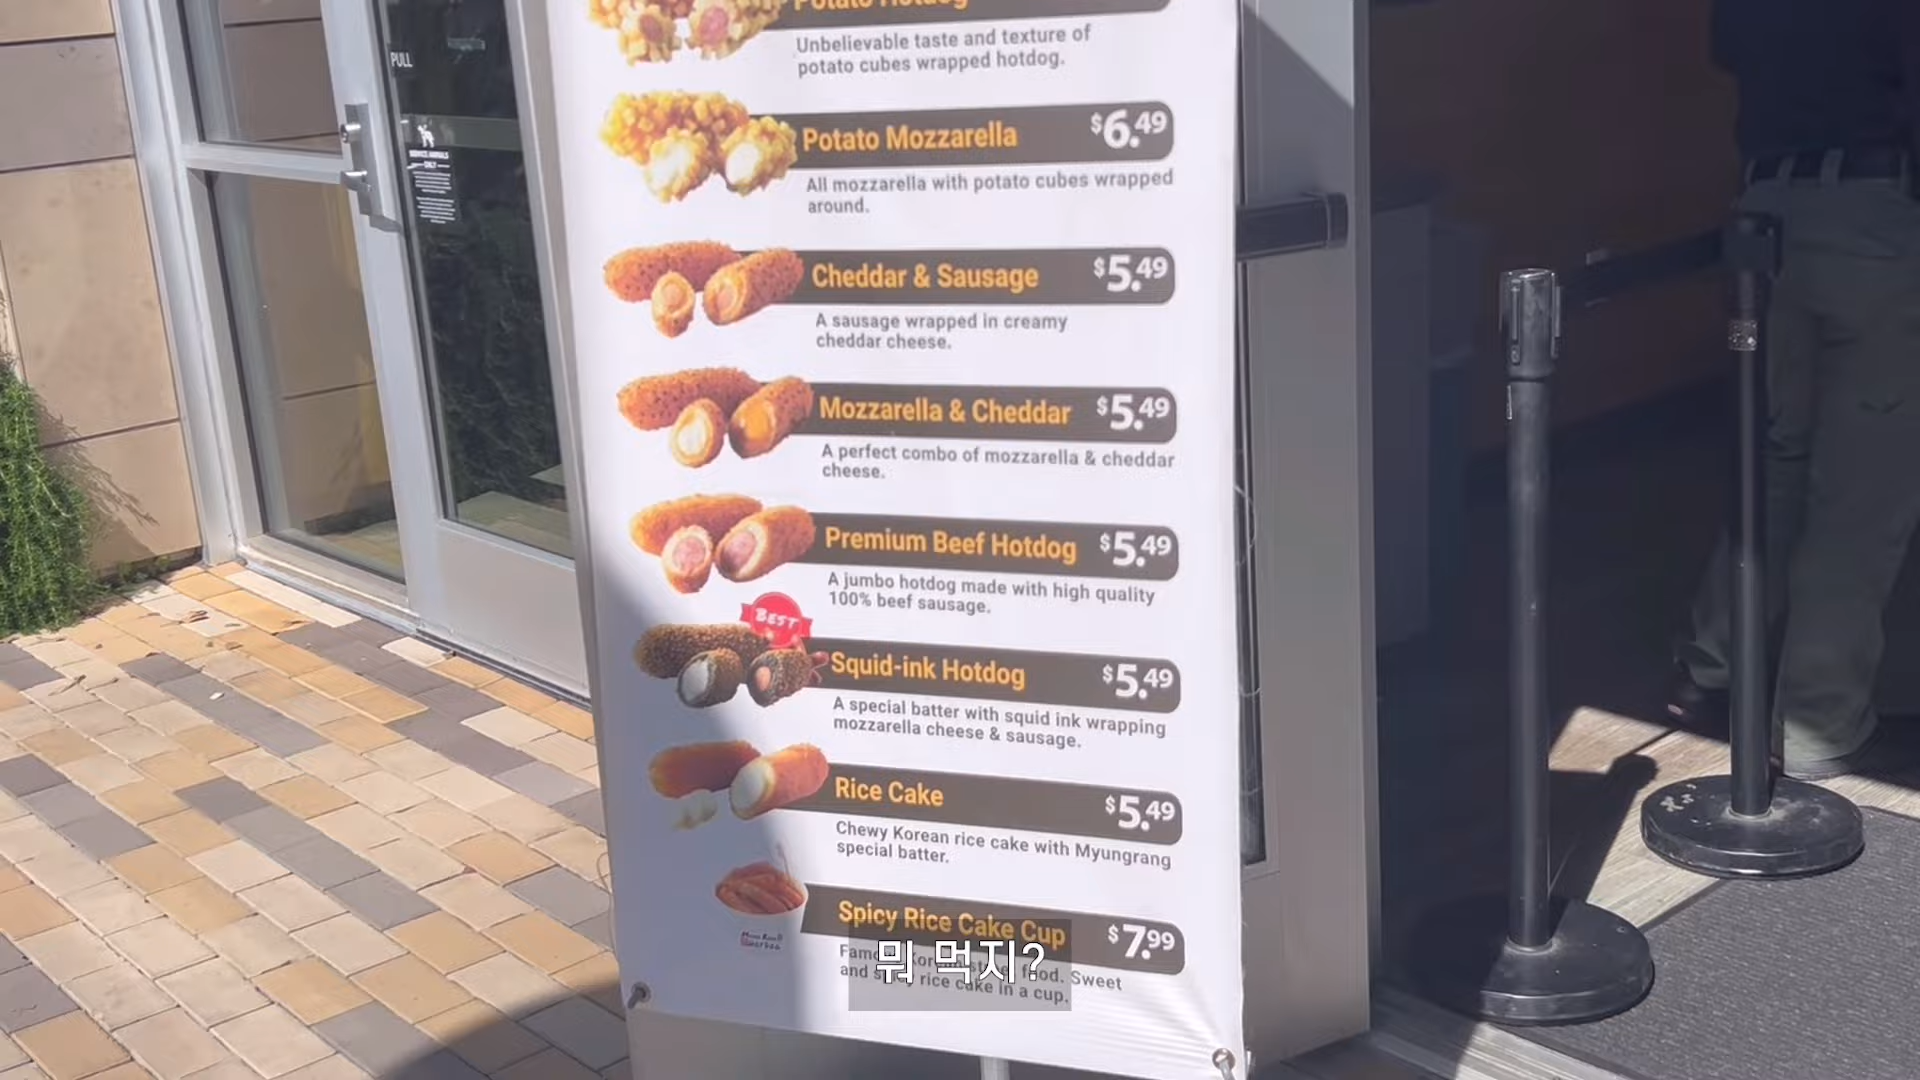 Potato Hotdog
Unbelievable taste and texture of
potato cubes wrapped hotdog.
PULL
Potato Mozzarella $6.49
All mozzarella with potato cubes wrapped
around.
SERVICE ANIMALS
ONLY
Cheddar & Sausage $5.49
A sausage wrapped in creamy
cheddar cheese.
Mozzarella & Cheddar $5.49
A perfect combo of mozzarella & cheddar
cheese.
Premium Beef Hotdog $5.49
A jumbo hotdog made with high quality
100% beef sausage.
BEST
Squid-ink Hotdog $5.49
A special batter with squid ink wrapping
mozzarella cheese & sausage.
Rice Cake $5.49
Chewy Korean rice cake with Myungrang
special batter.
Spicy Rice Cake Cup $7.99
food. Sweet
and rice cake in a cup.
뭐 먹지?